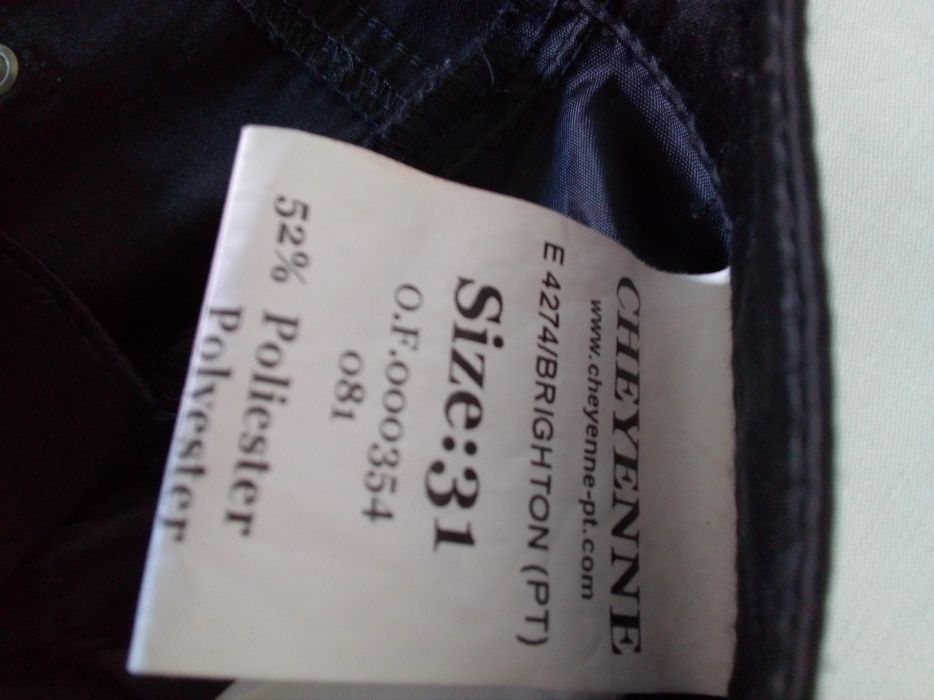 CHEYENNE
www.cheyenne-pt.com
E 4274/BRIGHTON (PT)
Size:31
O.F.000354
081
52% Poliester
Polyester